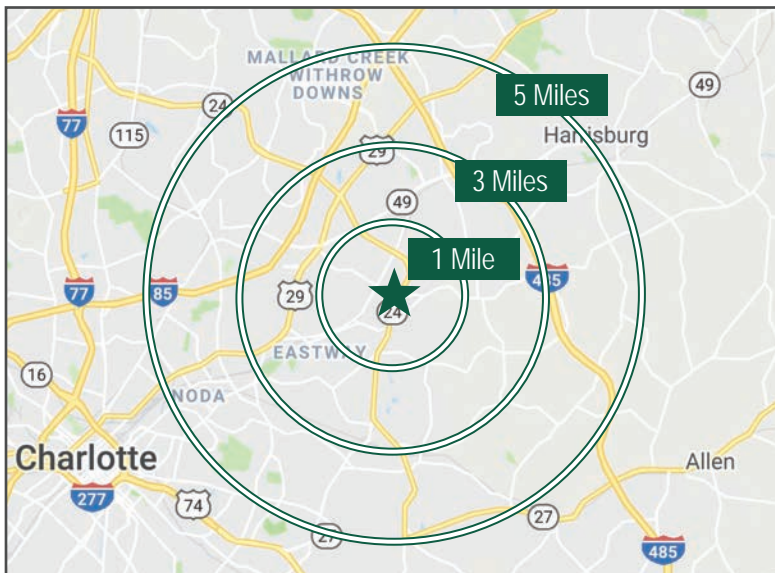 MALLARD CREEK
WITHROW
DOWNS
5 Miles
49
24
77
115
Harrisburg
29
3 Miles
49
1 Mile
77
85
29
485
24
EASTWAY
16
NODA
Charlotte
Allen
277
74
27
27
485